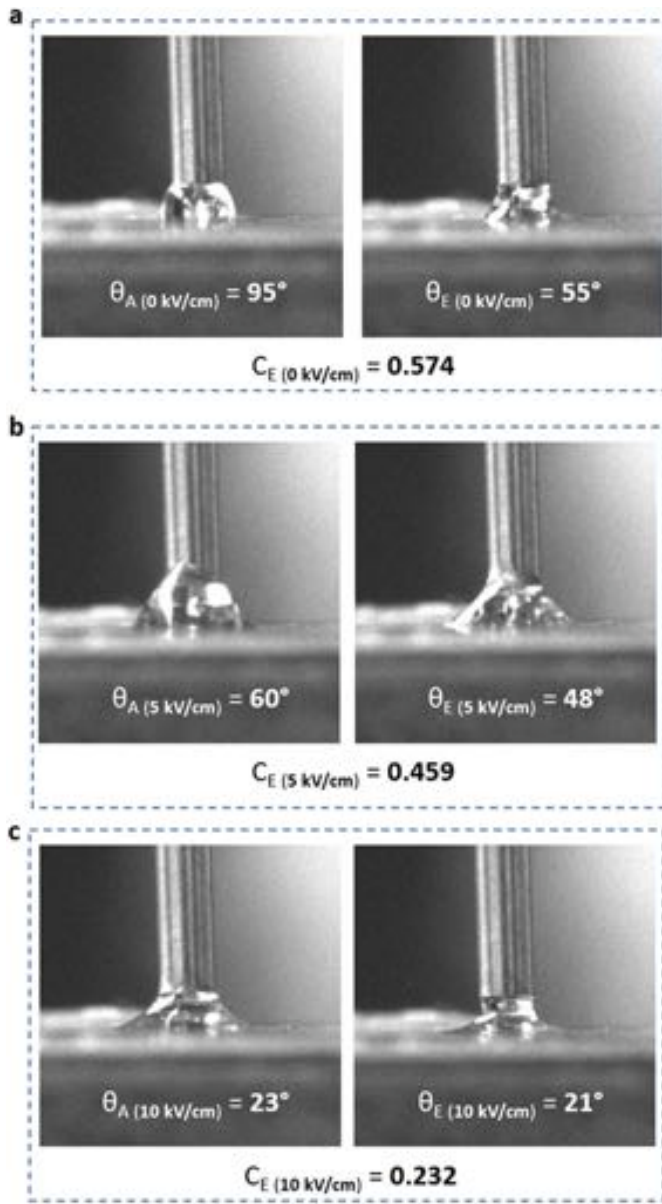 a
θA (0 kV/cm) = 95°
θE (0 kV/cm) = 55°
CE (0 kV/cm) = 0.574
b
θA (5 kV/cm) = 60°
θE (5 kV/cm) = 48°
CE (5 kV/cm) = 0.459
c
θA (10 kV/cm) = 23°
θE (10 kV/cm) = 21°
CE (10 kV/cm) = 0.232